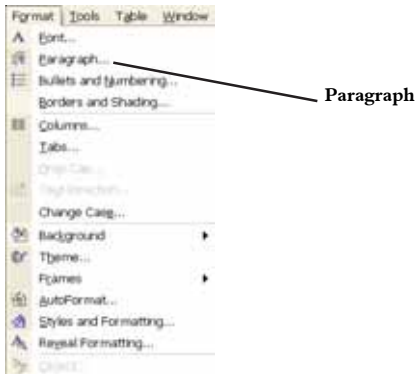 Format Tools Table Window
Font...
Paragraph...
Paragraph
Bullets and Numbering...
Borders and Shading...
Columns...
Tabs...
Drop Cap...
Text Direction...
Change Case...
Background
Theme...
Frames
AutoFormat...
Styles and Formatting...
Reveal Formatting...
Object...